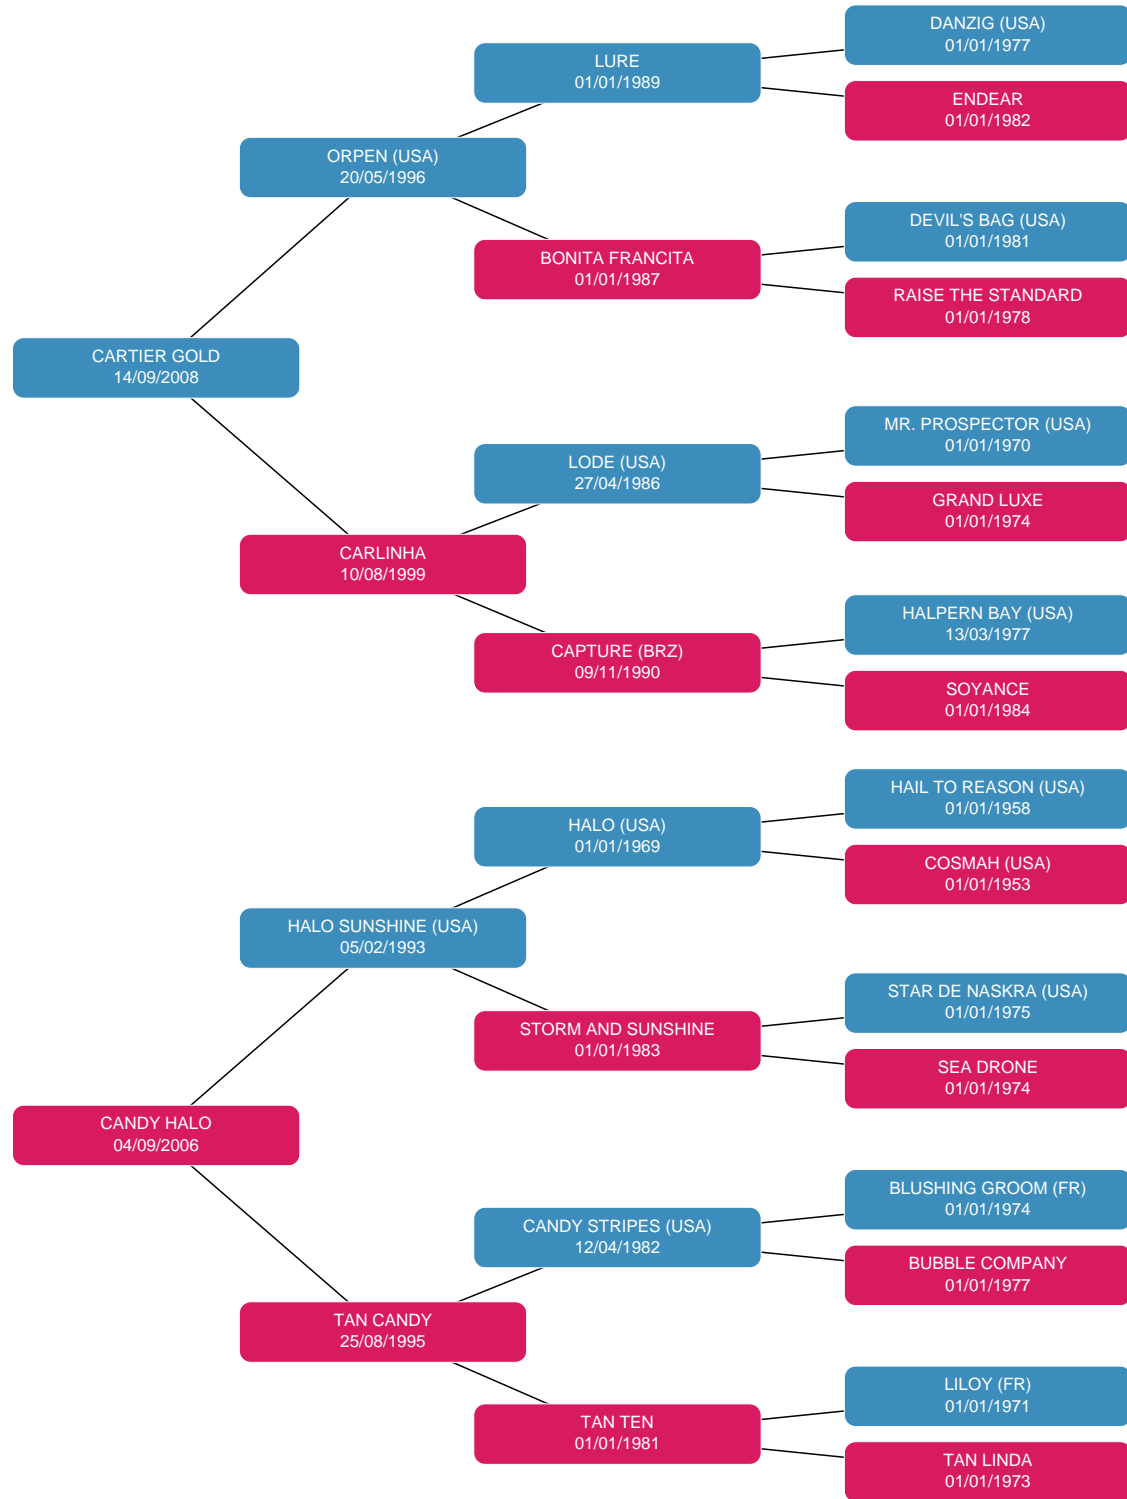 DANZIG (USA)
01/01/1977
LURE
01/01/1989
ENDEAR
01/01/1982
ORPEN (USA)
20/05/1996
DEVIL'S BAG (USA)
01/01/1981
BONITA FRANCITA
01/01/1987
RAISE THE STANDARD
01/01/1978
CARTIER GOLD
14/09/2008
MR. PROSPECTOR (USA)
01/01/1970
LODE (USA)
27/04/1986
GRAND LUXE
01/01/1974
CARLINHA
10/08/1999
HALPERN BAY (USA)
13/03/1977
CAPTURE (BRZ)
09/11/1990
SOYANCE
01/01/1984
HAIL TO REASON (USA)
01/01/1958
HALO (USA)
01/01/1969
COSMAH (USA)
01/01/1953
HALO SUNSHINE (USA)
05/02/1993
STAR DE NASKRA (USA)
01/01/1975
STORM AND SUNSHINE
01/01/1983
SEA DRONE
01/01/1974
CANDY HALO
04/09/2006
BLUSHING GROOM (FR)
01/01/1974
CANDY STRIPES (USA)
12/04/1982
BUBBLE COMPANY
01/01/1977
TAN CANDY
25/08/1995
LILOY (FR)
01/01/1971
TAN TEN
01/01/1981
TAN LINDA
01/01/1973